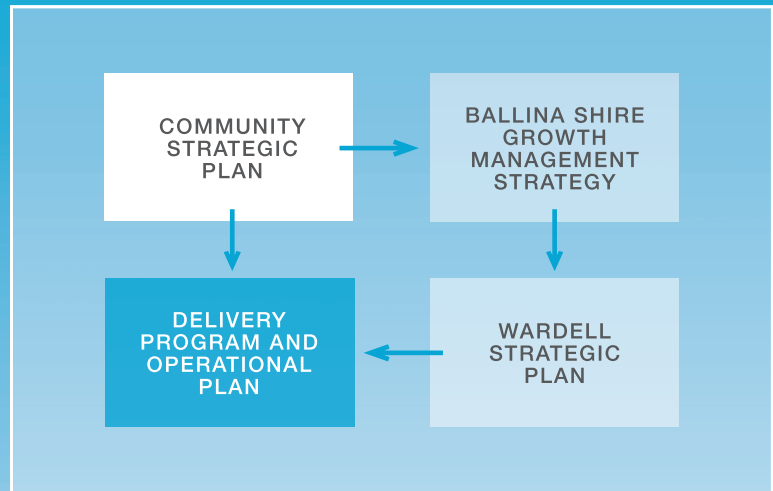 COMMUNITY
STRATEGIC
PLAN
BALLINA SHIRE
GROWTH
MANAGEMENT
STRATEGY
DELIVERY
PROGRAM AND
OPERATIONAL
PLAN
WARDELL
STRATEGIC
PLAN